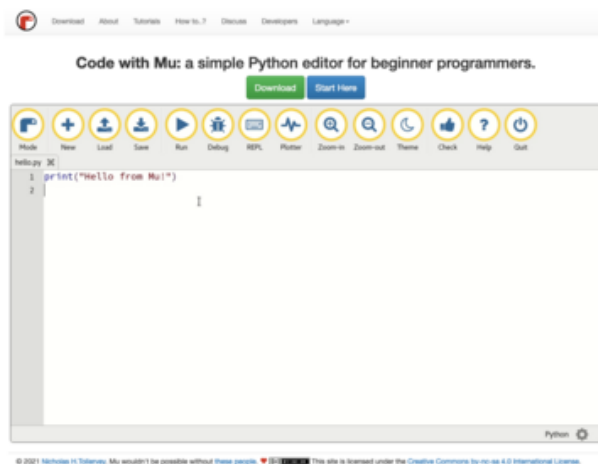 Download About Tutorials How to..? Discuss Developers Language
Code with Mu: a simple Python editor for beginner programmers.
Download Start Here
Mode New Load Save Run Debug REPL Plotter Zoom-in Zoom-out Theme Check Help Quit
hello.py
1 print("Hello from Mu!")
2
Python
© 2021 Nicholas H.Tollervey. Mu wouldn't be possible without these people. This site is licensed under the Creative Commons by-nc-sa 4.0 International License.